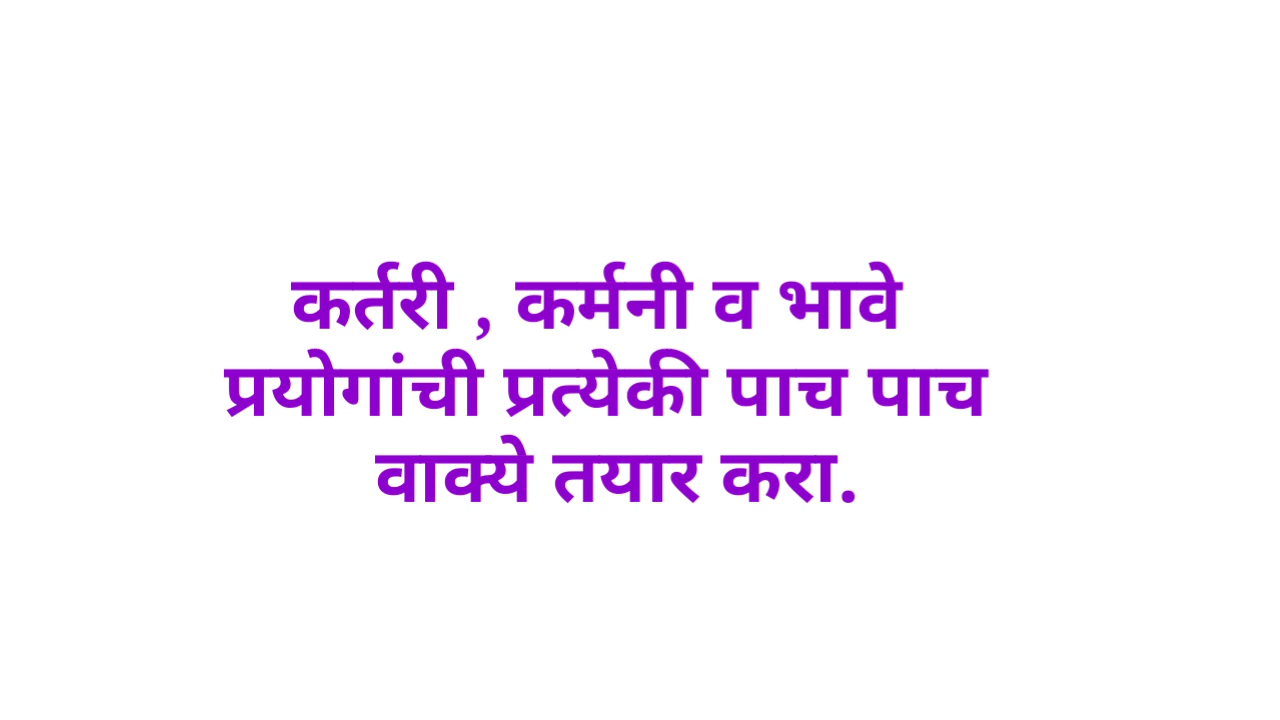 कर्तरी , कर्मनी व भावे
प्रयोगांची प्रत्येकी पाच पाच
वाक्ये तयार करा.